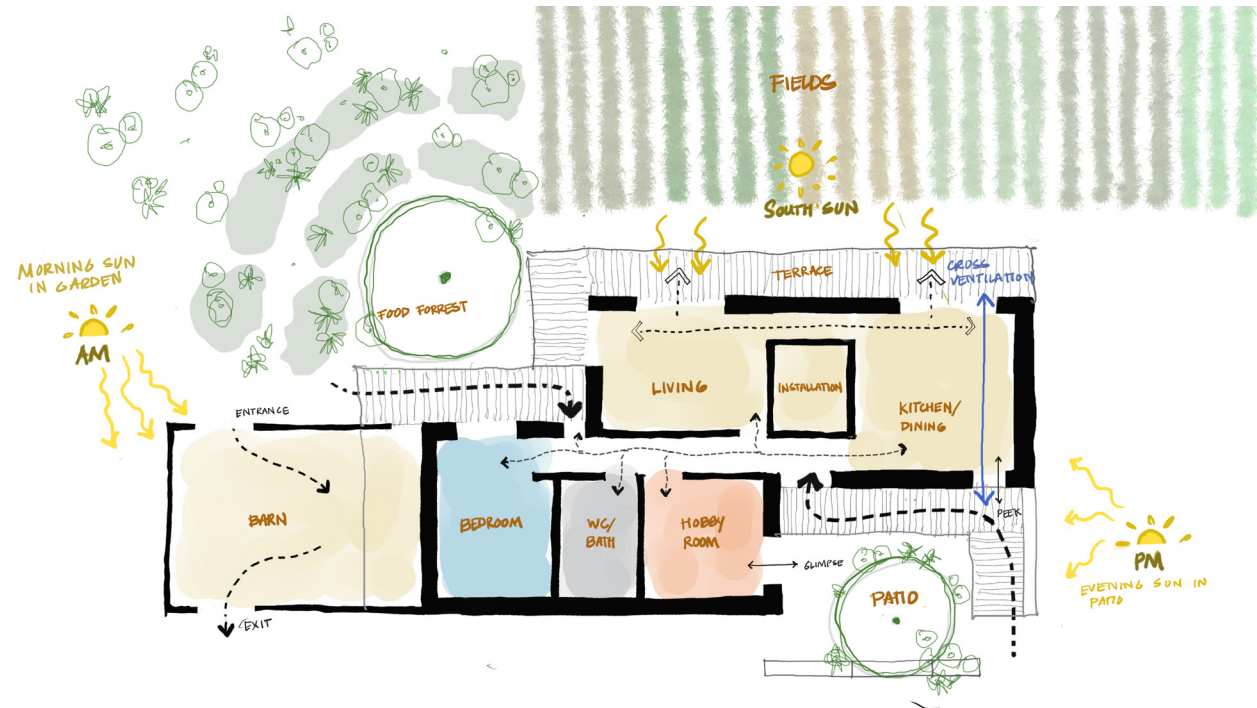 FIELDS
SOUTH SUN
MORNING SUN
IN GARDEN
AM
FOOD FORREST
TERRACE
CROSS
VENTILATION
ENTRANCE
LIVING
INSTALLATION
KITCHEN/
DINING
BARN
BEDROOM
WC/
BATH
HOBBY
ROOM
PEEK
GLIMPSE
PM
EVENING SUN IN
PATIO
PATIO
EXIT